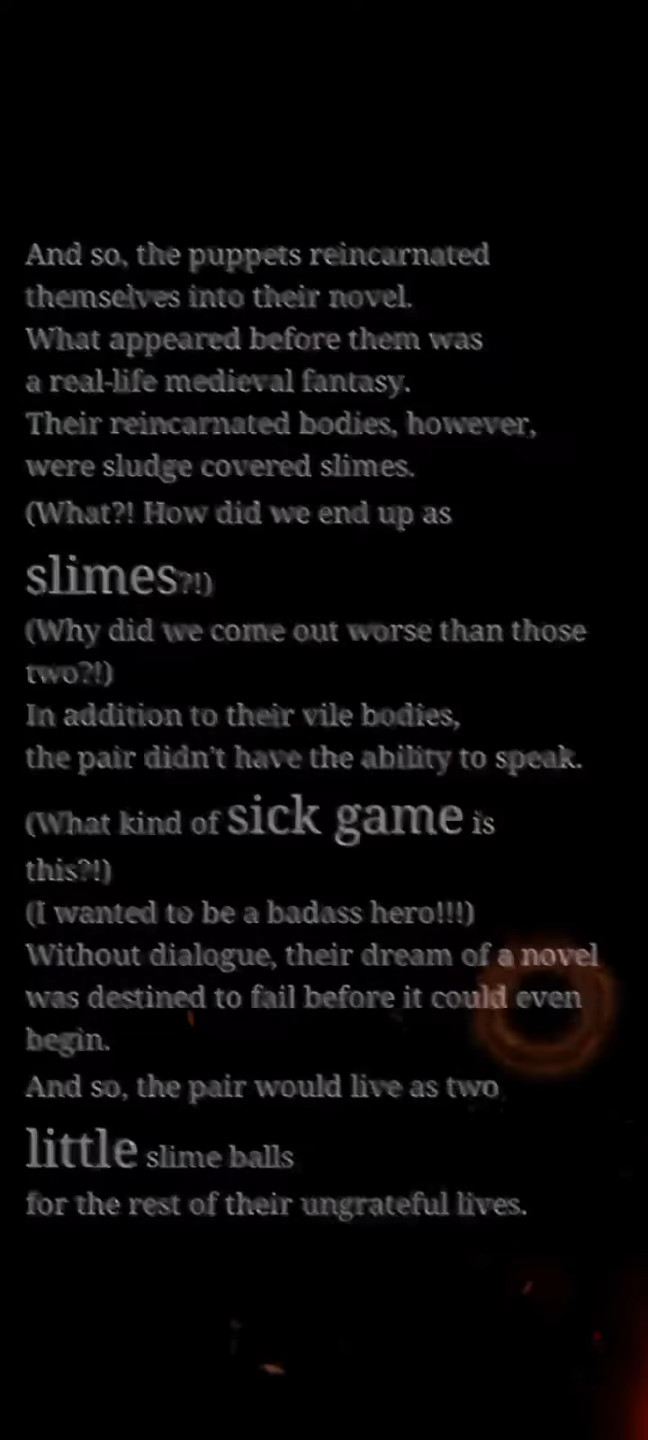 And so, the puppets reincarnated
themselves into their novel.
What appeared before them was
a real-life medieval fantasy.
Their reincarnated bodies, however,
were sludge covered slimes.
(What?! How did we end up as
slimes?!)
(Why did we come out worse than those
two?!)
In addition to their vile bodies,
the pair didn't have the ability to speak.
(What kind of sick game is
this?!)
(I wanted to be a badass hero!!!)
Without dialogue, their dream of a novel
was destined to fail before it could even
begin.
And so, the pair would live as two
little slime balls
for the rest of their ungrateful lives.